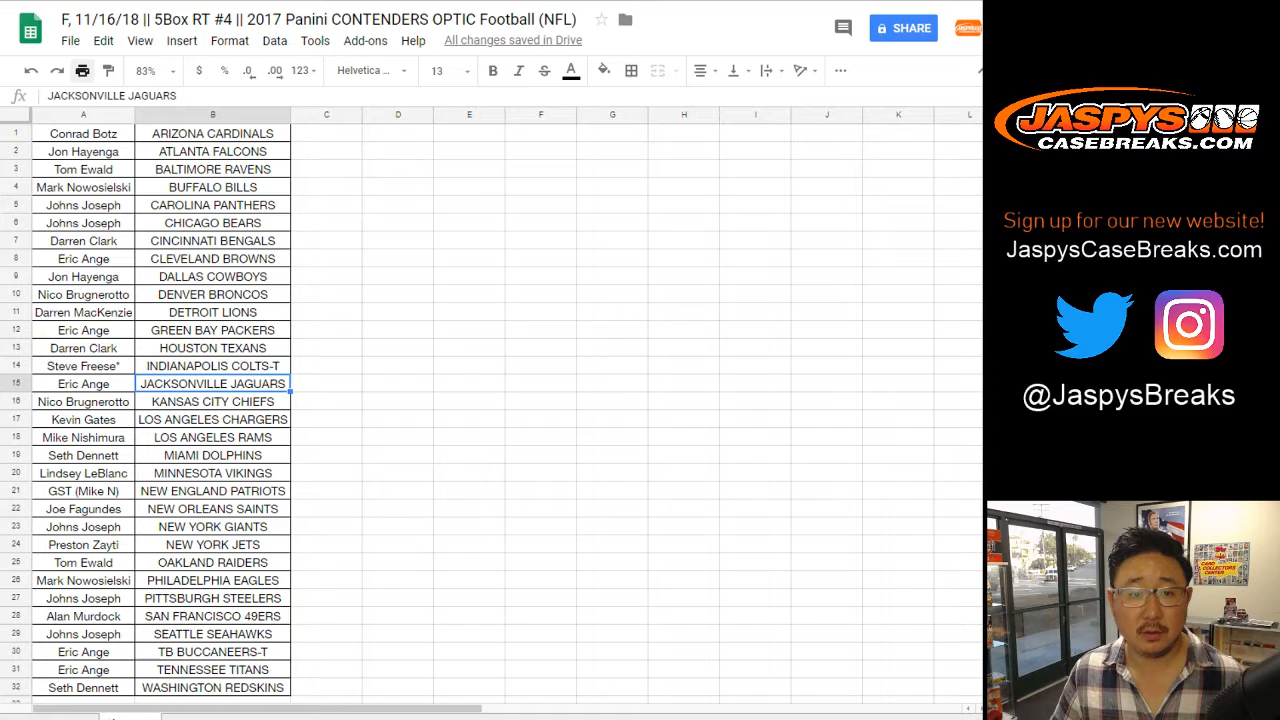 F, 11/16/18 || 5Box RT #4 || 2017 Panini CONTENDERS OPTIC Football (NFL)
File Edit View Insert Format Data Tools Add-ons Help All changes saved in Drive
SHARE
83% $ % .0 .00 123 Helvetica ... 13 B I S A
fx JACKSONVILLE JAGUARS
A B C D E F G H I J K L
1 Conrad Botz ARIZONA CARDINALS
2 Jon Hayenga ATLANTA FALCONS
3 Tom Ewald BALTIMORE RAVENS
4 Mark Nowosielski BUFFALO BILLS
5 Johns Joseph CAROLINA PANTHERS
6 Johns Joseph CHICAGO BEARS
7 Darren Clark CINCINNATI BENGALS
8 Eric Ange CLEVELAND BROWNS
9 Jon Hayenga DALLAS COWBOYS
10 Nico Brugnerotto DENVER BRONCOS
11 Darren MacKenzie DETROIT LIONS
12 Eric Ange GREEN BAY PACKERS
13 Darren Clark HOUSTON TEXANS
14 Steve Freese* INDIANAPOLIS COLTS-T
15 Eric Ange JACKSONVILLE JAGUARS
16 Nico Brugnerotto KANSAS CITY CHIEFS
17 Kevin Gates LOS ANGELES CHARGERS
18 Mike Nishimura LOS ANGELES RAMS
19 Seth Dennett MIAMI DOLPHINS
20 Lindsey LeBlanc MINNESOTA VIKINGS
21 GST (Mike N) NEW ENGLAND PATRIOTS
22 Joe Fagundes NEW ORLEANS SAINTS
23 Johns Joseph NEW YORK GIANTS
24 Preston Zayti NEW YORK JETS
25 Tom Ewald OAKLAND RAIDERS
26 Mark Nowosielski PHILADELPHIA EAGLES
27 Johns Joseph PITTSBURGH STEELERS
28 Alan Murdock SAN FRANCISCO 49ERS
29 Johns Joseph SEATTLE SEAHAWKS
30 Eric Ange TB BUCCANEERS-T
31 Eric Ange TENNESSEE TITANS
32 Seth Dennett WASHINGTON REDSKINS
JASPYS
CASEBREAKS.COM
Sign up for our new website!
JaspysCaseBreaks.com
@JaspysBreaks
CARD
COLLECTORS
CENTER